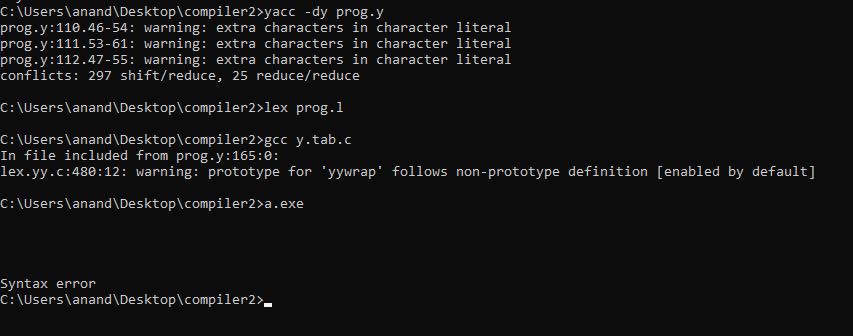 C:\Users\anand\Desktop\compiler2>yacc -dy prog.y
prog.y:110.46-54: warning: extra characters in character literal
prog.y:111.53-61: warning: extra characters in character literal
prog.y:112.47-55: warning: extra characters in character literal
conflicts: 297 shift/reduce, 25 reduce/reduce
C:\Users\anand\Desktop\compiler2>lex prog.l
C:\Users\anand\Desktop\compiler2>gcc y.tab.c
In file included from prog.y:165:0:
lex.yy.c:480:12: warning: prototype for 'yywrap' follows non-prototype definition [enabled by default]
C:\Users\anand\Desktop\compiler2>a.exe
Syntax error
C:\Users\anand\Desktop\compiler2>